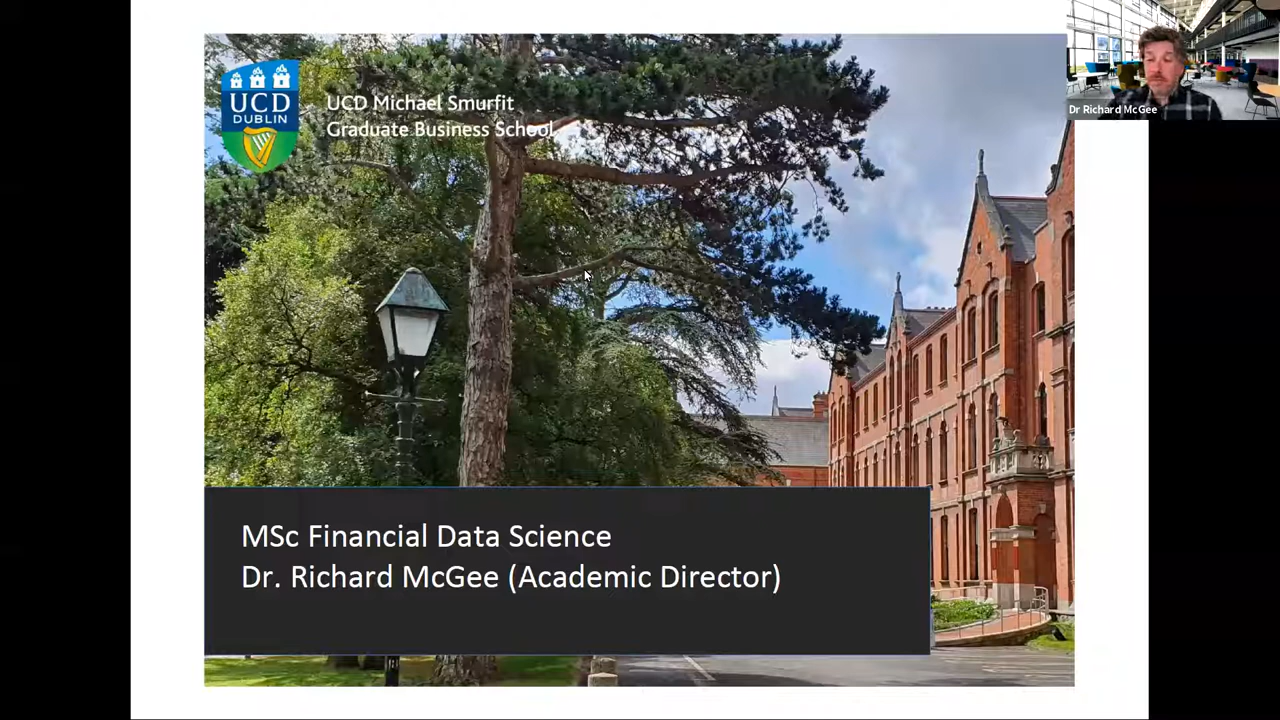 UCD
DUBLIN
UCD Michael Smurfit
Graduate Business School
Dr Richard McGee
MSc Financial Data Science
Dr. Richard McGee (Academic Director)